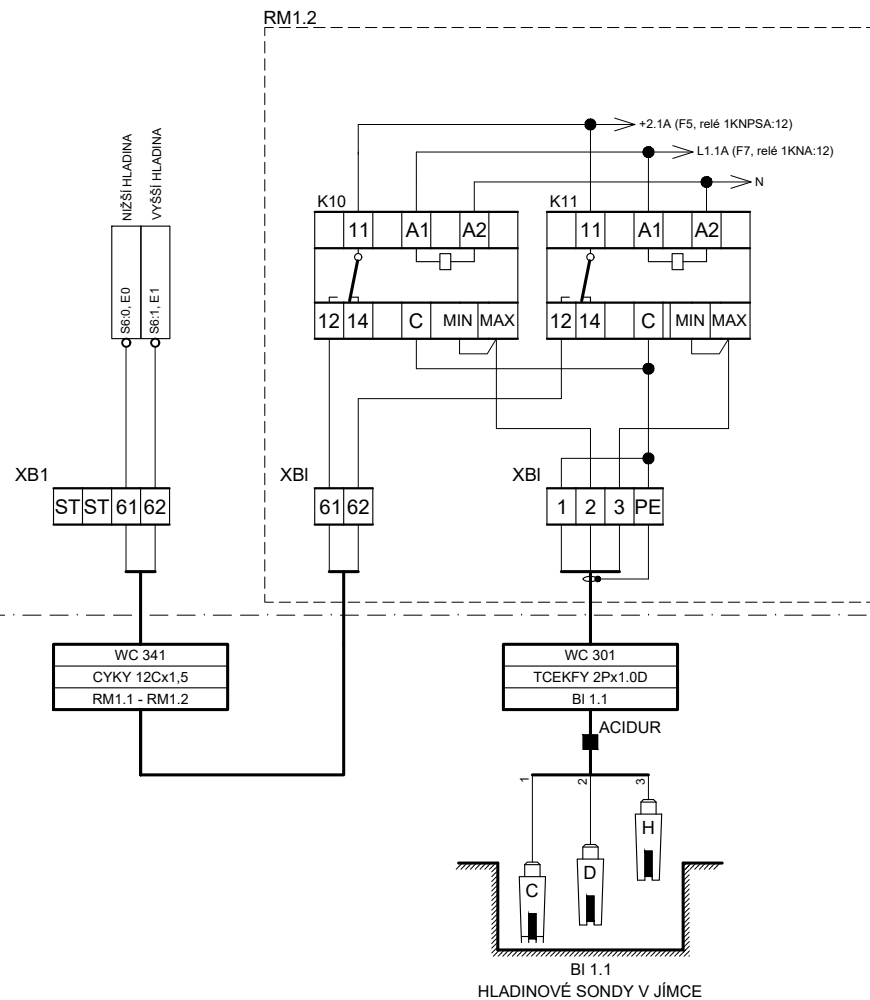 RM1.2
+2.1A (F5, relé 1KNPSA:12)
L1.1A (F7, relé 1KNA:12)
N
NIŽŠÍ HLADINA
VYŠŠÍ HLADINA
S6:0, E0
S6:1, E1
K10
11 A1 A2
12 14 C MIN MAX
K11
11 A1 A2
12 14 C MIN MAX
XB1
ST ST 61 62
XBI
61 62
XBI
1 2 3 PE
WC 341
CYKY 12Cx1,5
RM1.1 - RM1.2
WC 301
TCEKFY 2Px1.0D
BI 1.1
ACIDUR
1 2 3
C D H
BI 1.1
HLADINOVÉ SONDY V JÍMCE